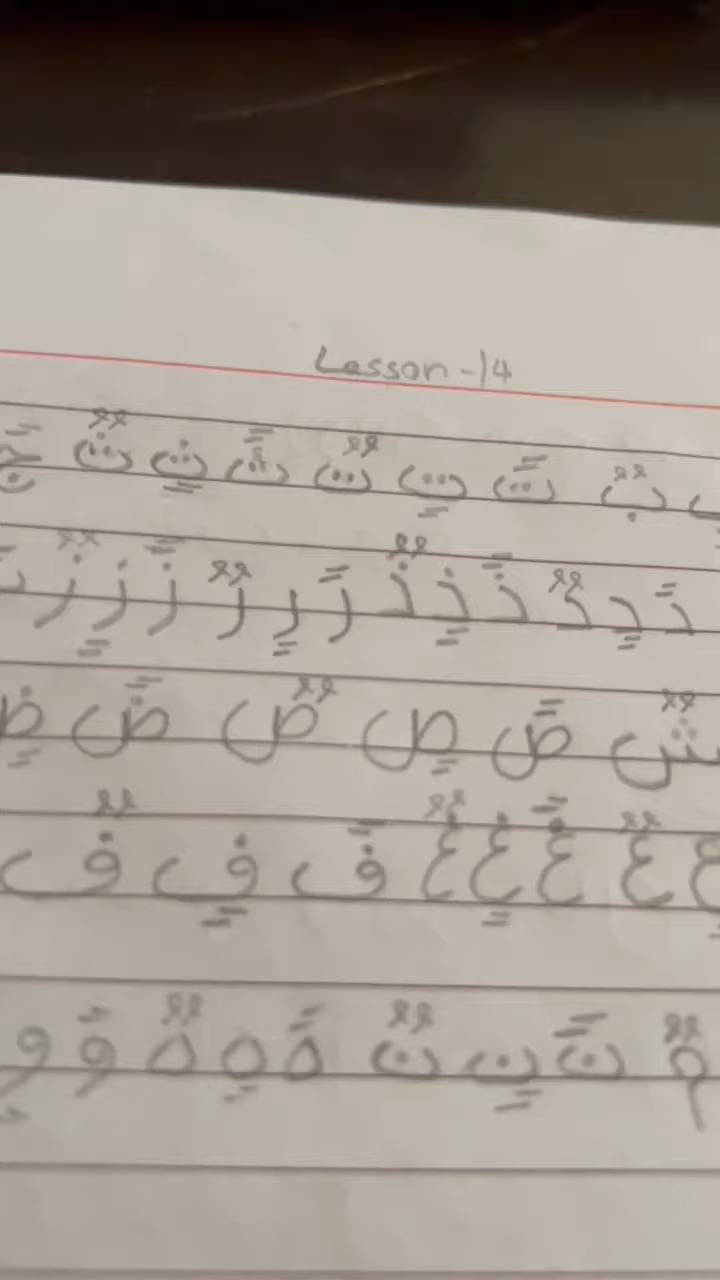 Lesson-14
بٌ تً تٍ تٌ ثً ثٍ ثٌ
دً دٍ دٌ ذً ذٍ ذٌ رً رٍ رٌ زً زٍ زٌ
شٌ صً صٍ صٌ ضً ضٍ
عٌ غً غٍ غٌ فً فٍ فٌ
مٌ نً نٍ نٌ هً هٍ هٌ وً وٍ